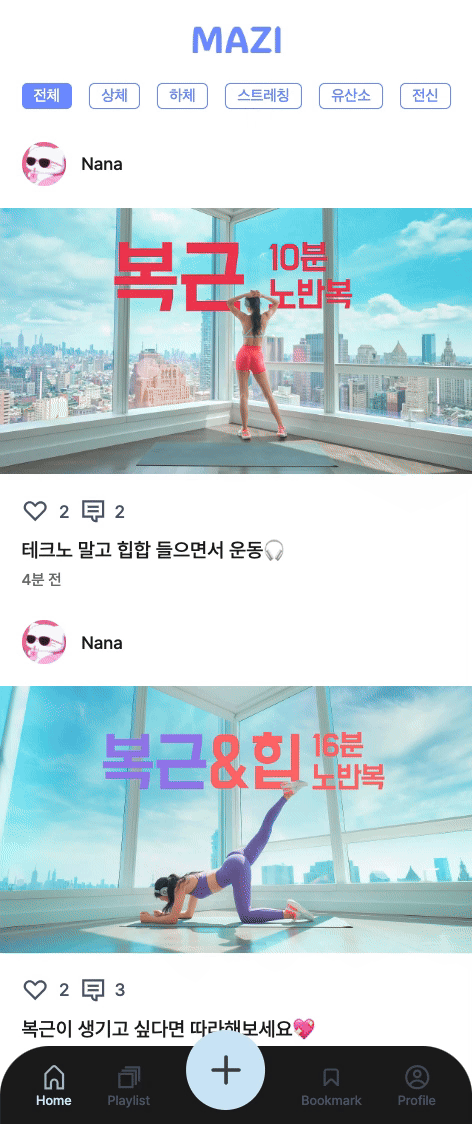 MAZI
전체 상체 하체 스트레칭 유산소 전신
Nana
복근 10분
노반복
2 2
테크노 말고 힙합 들으면서 운동🎧
4분 전
Nana
복근&힙 16분
노반복
2 3
복근이 생기고 싶다면 따라해보세요💖
Home Playlist Bookmark Profile